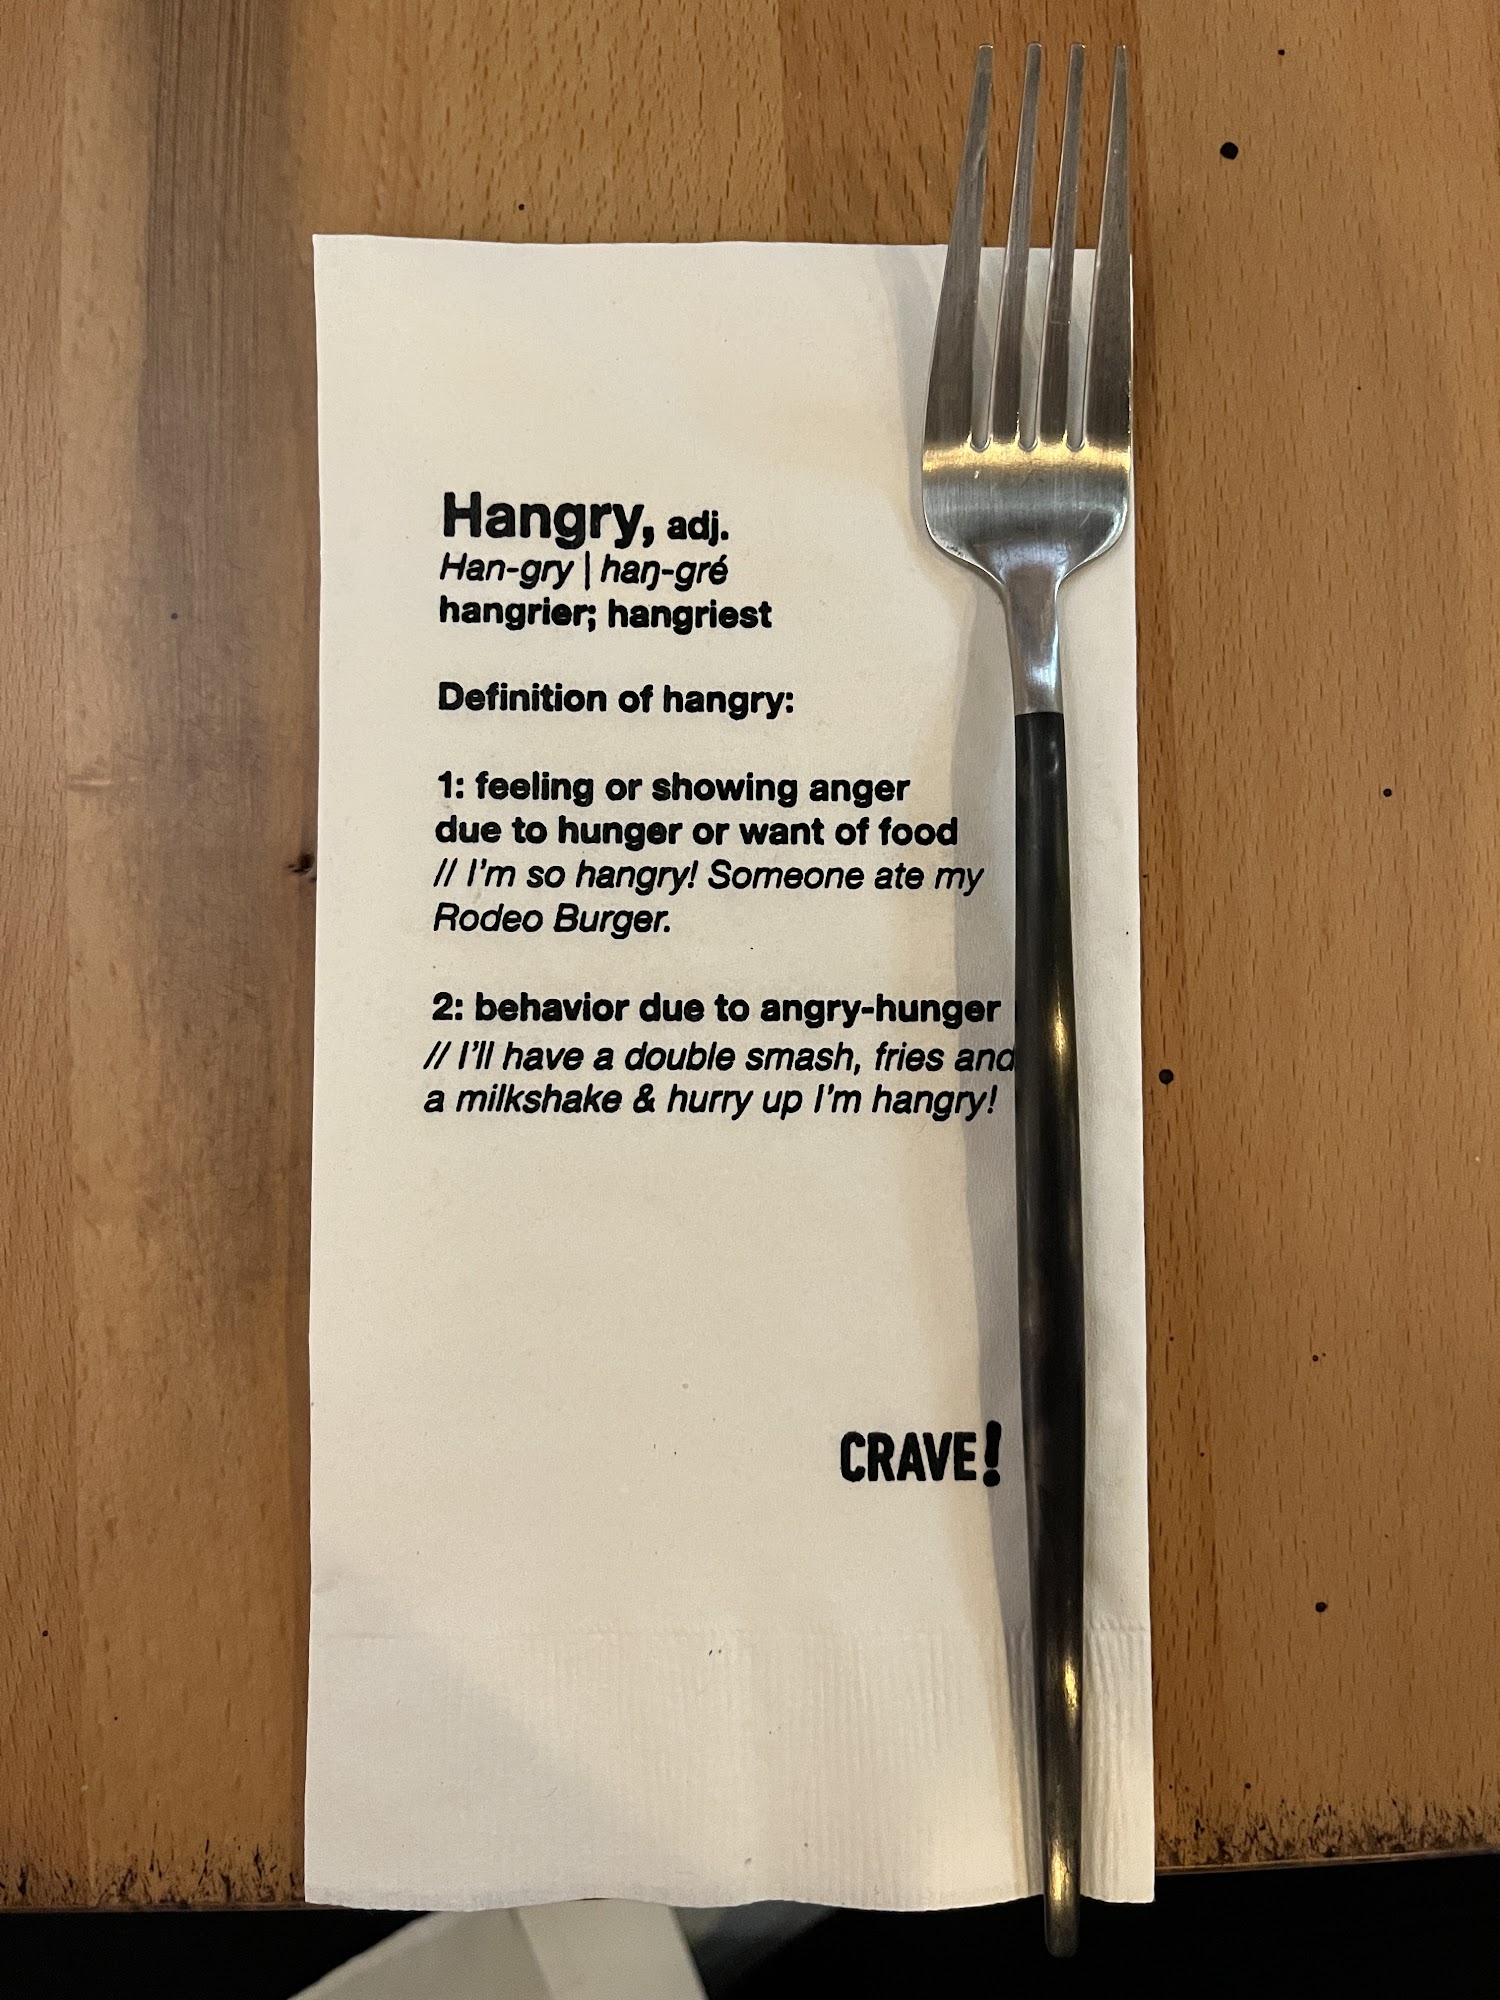 Hangry, adj.
Han-gry | haŋ-gré
hangrier; hangriest
Definition of hangry:
1: feeling or showing anger
due to hunger or want of food
// I'm so hangry! Someone ate my
Rodeo Burger.
2: behavior due to angry-hunger
// I'll have a double smash, fries and
a milkshake & hurry up I'm hangry!
CRAVE!